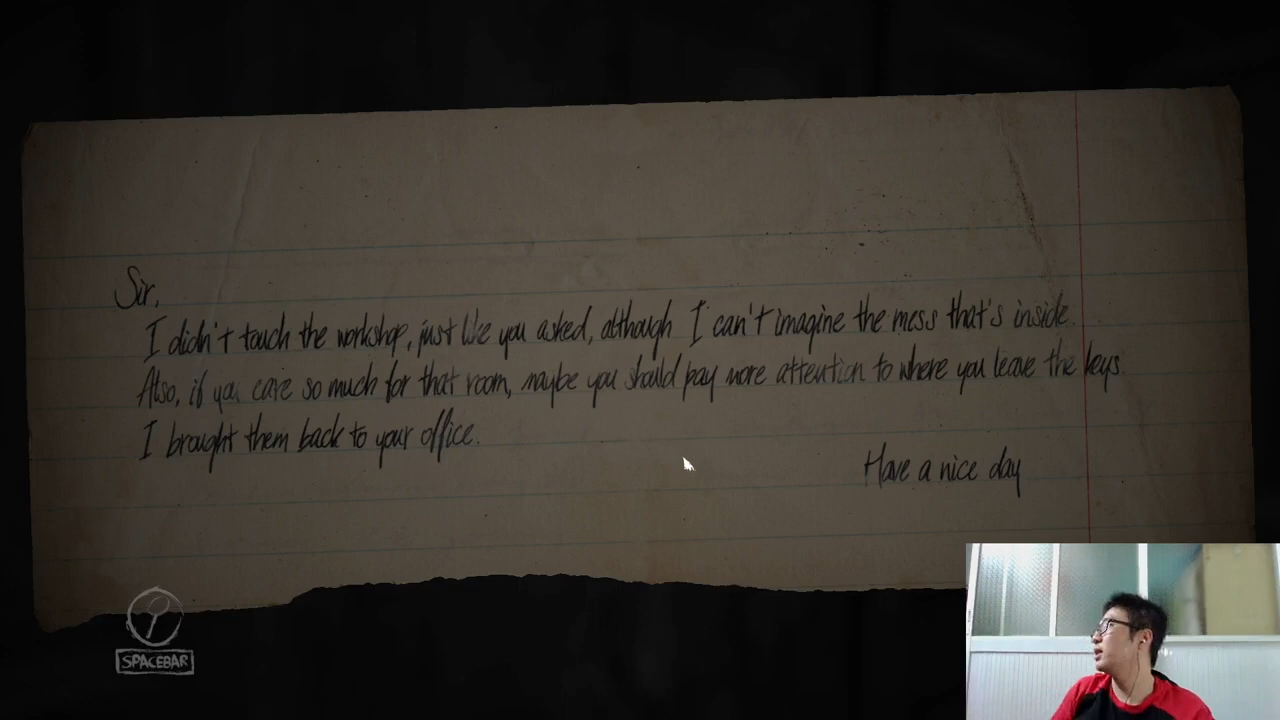 Sir,
I didn't touch the workshop, just like you asked, although I can't imagine the mess that's inside.
Also, if you care so much for that room, maybe you should pay more attention to where you leave the keys.
I brought them back to your office.
Have a nice day
SPACEBAR